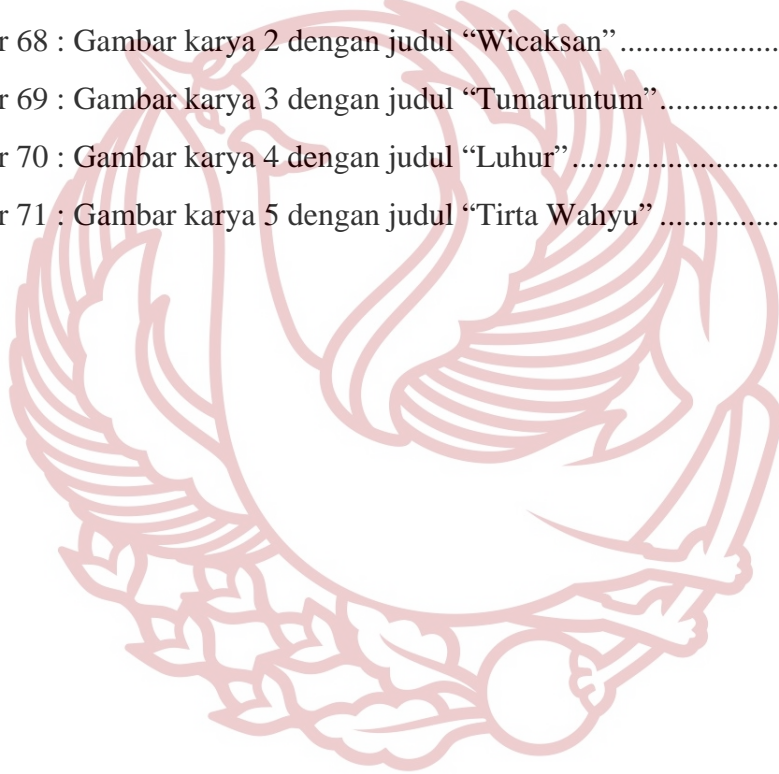 r 68 : Gambar karya 2 dengan judul “Wicaksan”....................
r 69 : Gambar karya 3 dengan judul “Tumaruntum”...............
r 70 : Gambar karya 4 dengan judul “Luhur”.........................
r 71 : Gambar karya 5 dengan judul “Tirta Wahyu” ...............